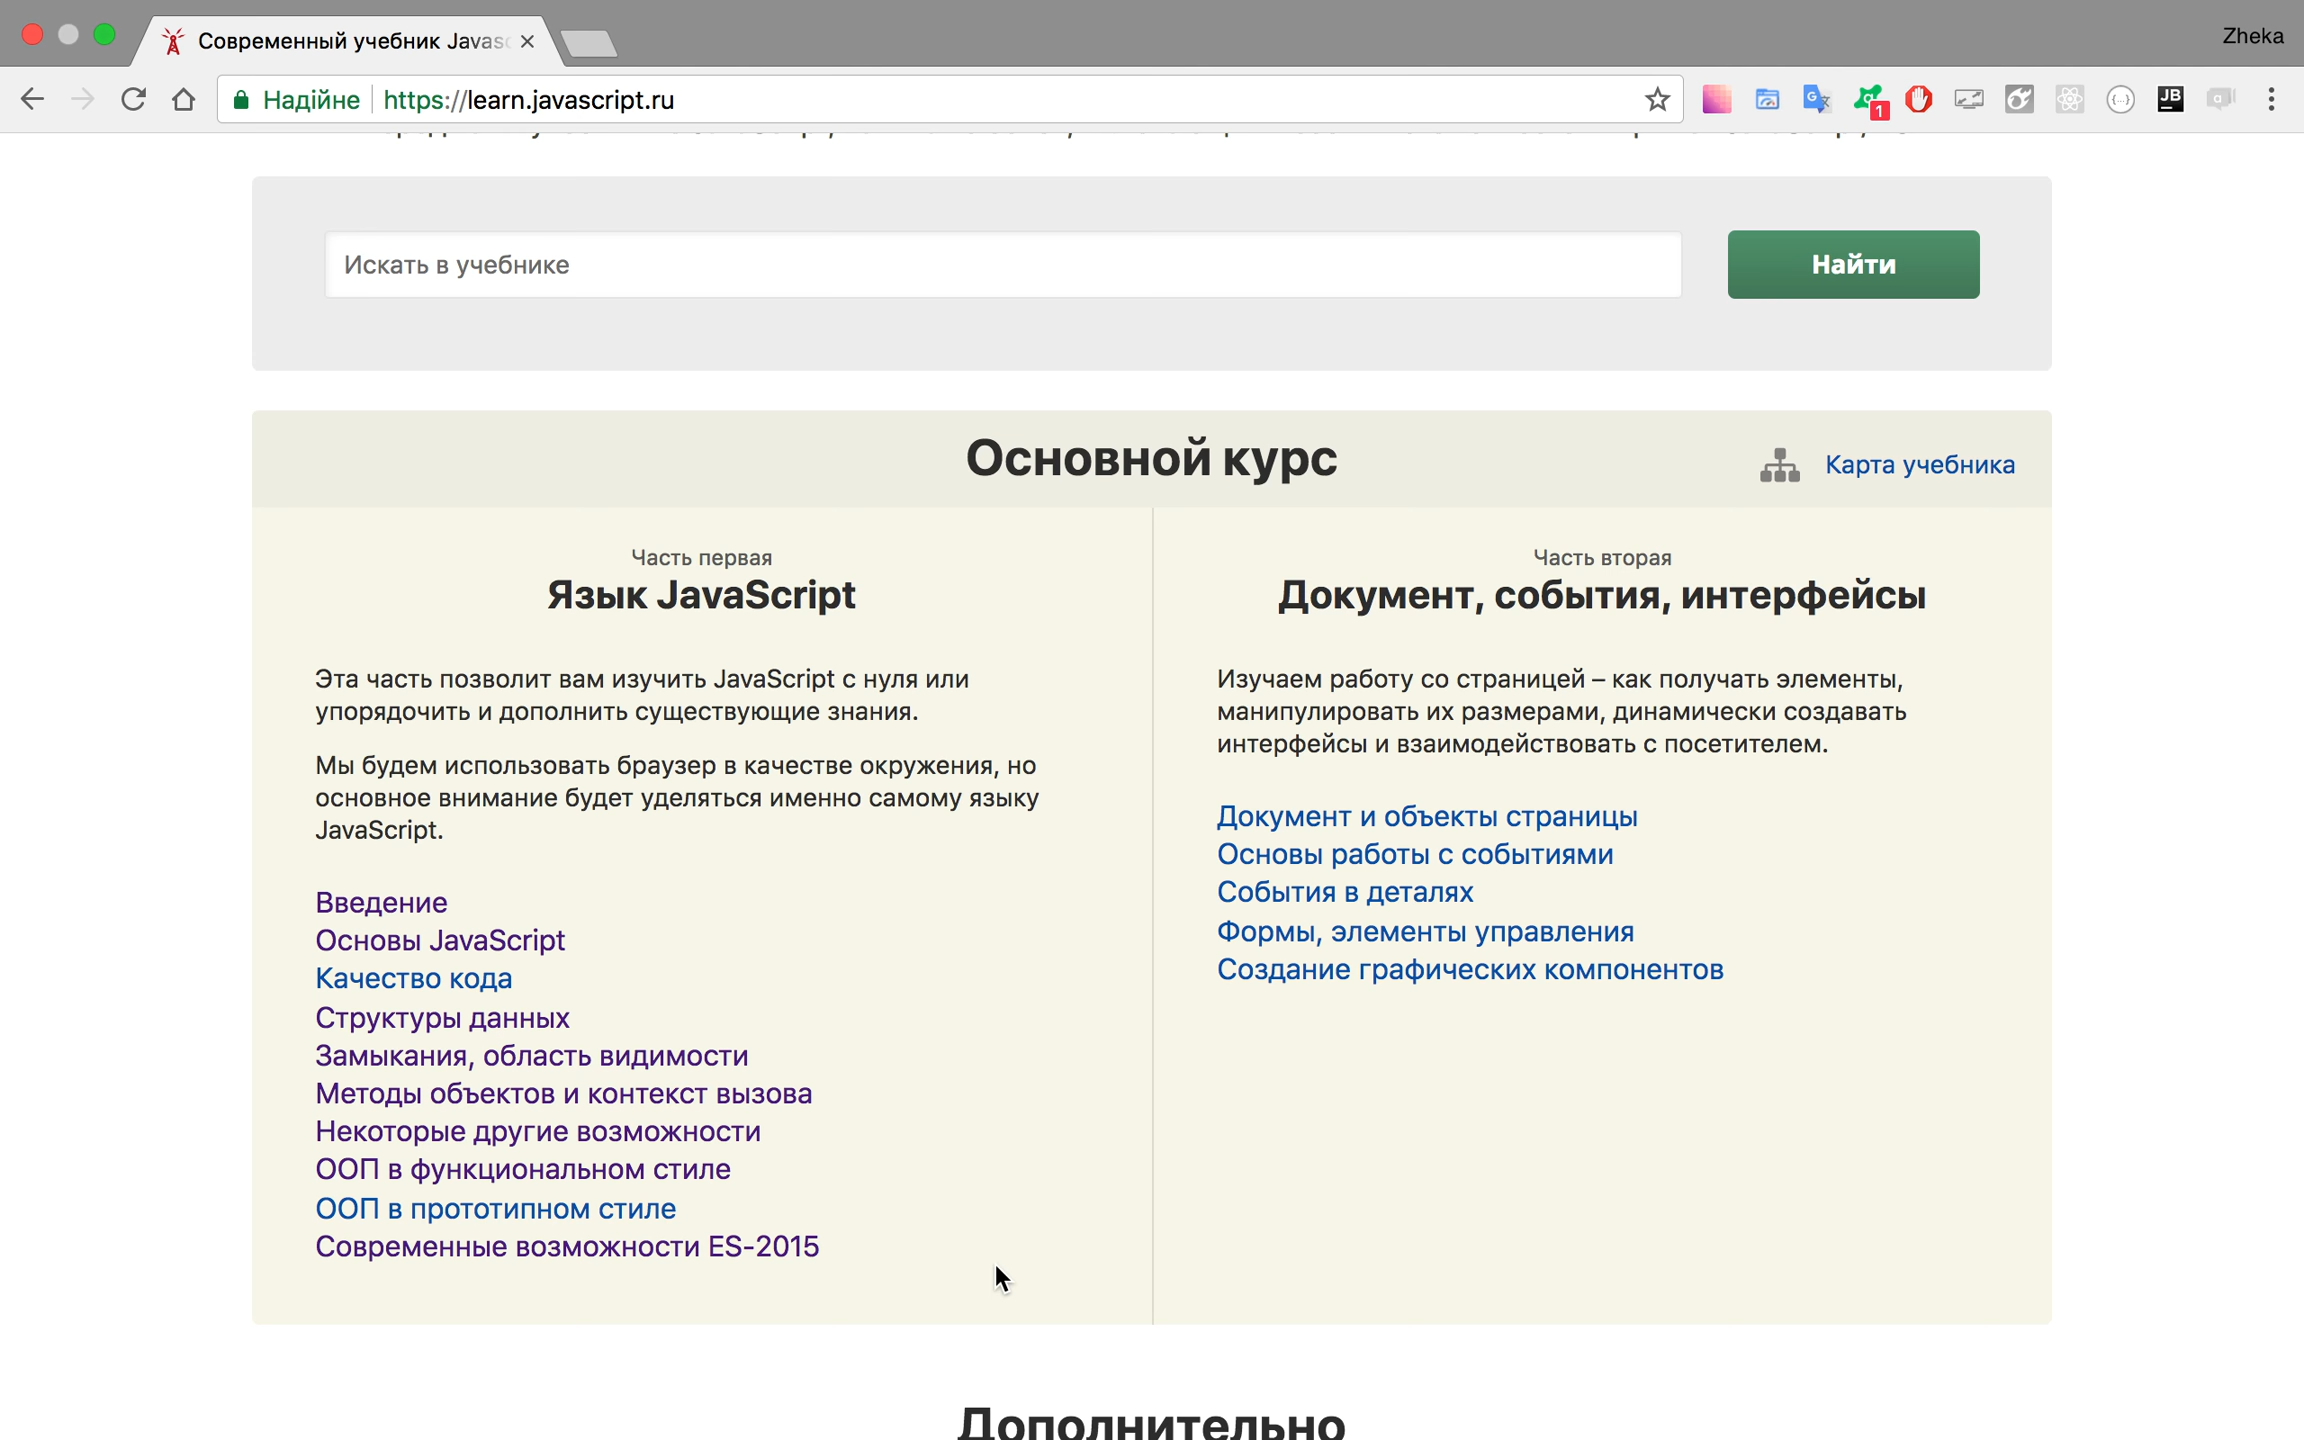 Современный учебник Javasc
Zheka
Надійне
https://learn.javascript.ru
1
JB
Искать в учебнике
Найти
Основной курс
Карта учебника
Часть первая
Язык JavaScript
Эта часть позволит вам изучить JavaScript с нуля или
упорядочить и дополнить существующие знания.
Мы будем использовать браузер в качестве окружения, но
основное внимание будет уделяться именно самому языку
JavaScript.
Введение
Основы JavaScript
Качество кода
Структуры данных
Замыкания, область видимости
Методы объектов и контекст вызова
Некоторые другие возможности
ООП в функциональном стиле
ООП в прототипном стиле
Современные возможности ES-2015
Часть вторая
Документ, события, интерфейсы
Изучаем работу со страницей – как получать элементы,
манипулировать их размерами, динамически создавать
интерфейсы и взаимодействовать с посетителем.
Документ и объекты страницы
Основы работы с событиями
События в деталях
Формы, элементы управления
Создание графических компонентов
Дополнительно